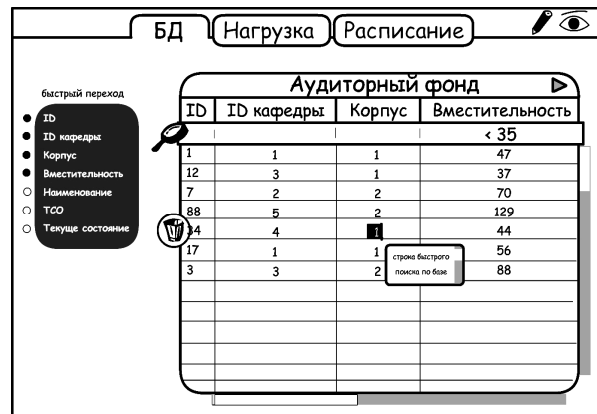 БД Нагрузка Расписание
быстрый переход
ID
ID кафедры
Корпус
Вместительность
Наименование
ТСО
Текуще состояние
Аудиторный фонд
ID ID кафедры Корпус Вместительность
< 35
1 1 1 47
12 3 1 37
7 2 2 70
88 5 2 129
34 4 1 44
17 1 1 56
3 3 2 88
строка быстрого
поиска по базе